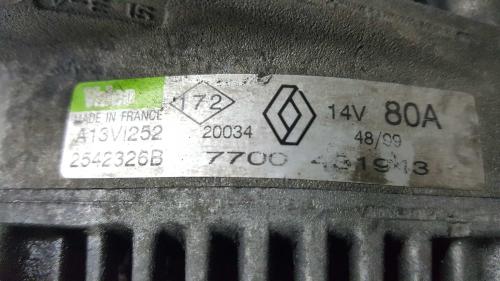 Valeo
MADE IN FRANCE
A13VI252
2542326B
172
20034
14V 80A
48/99
7700